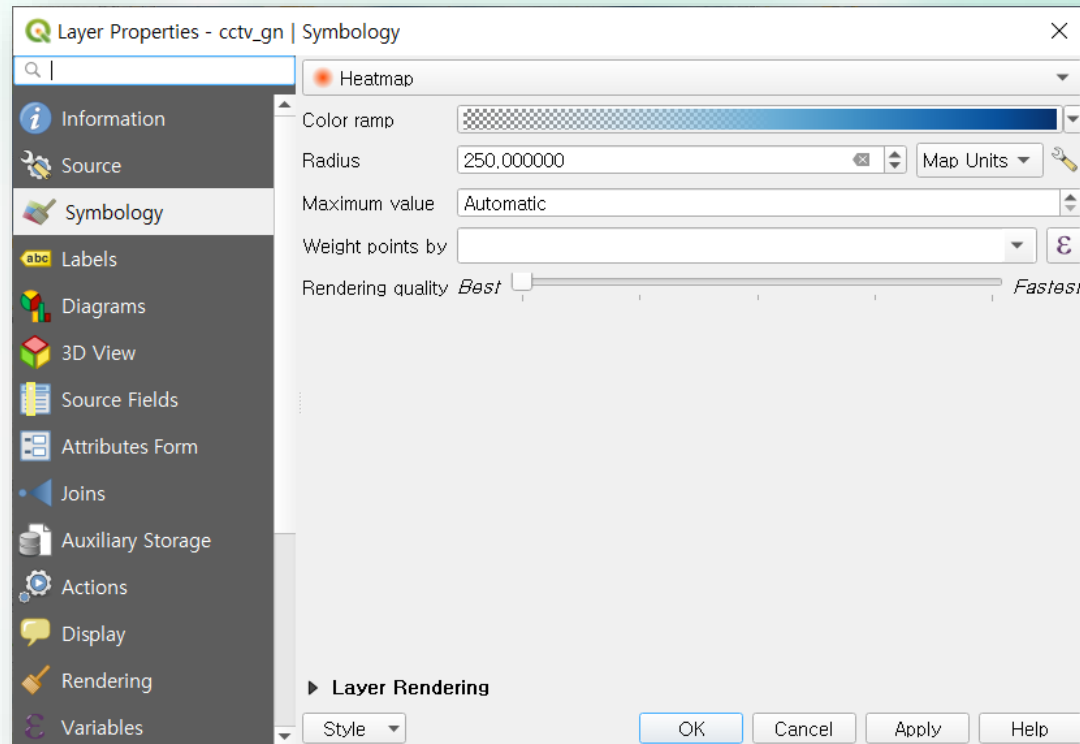 Layer Properties - cctv_gn | Symbology
Heatmap
Information
Color ramp
Source
Radius 250,000000 Map Units
Symbology
Maximum value Automatic
Weight points by ε
abc Labels
Rendering quality Best Fastest
Diagrams
3D View
Source Fields
Attributes Form
Joins
Auxiliary Storage
Actions
Display
Rendering
Layer Rendering
ε Variables
Style OK Cancel Apply Help